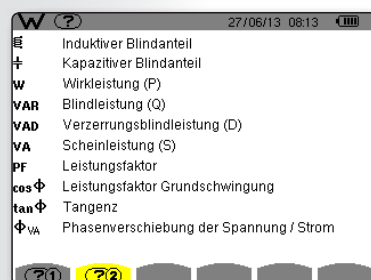 W ? 27/06/13 08:13
Induktiver Blindanteil
Kapazitiver Blindanteil
W Wirkleistung (P)
VAR Blindleistung (Q)
VAD Verzerrungsblindleistung (D)
VA Scheinleistung (S)
PF Leistungsfaktor
cos Φ Leistungsfaktor Grundschwingung
tan Φ Tangenz
Φ VA Phasenverschiebung der Spannung / Strom
?1 ?2